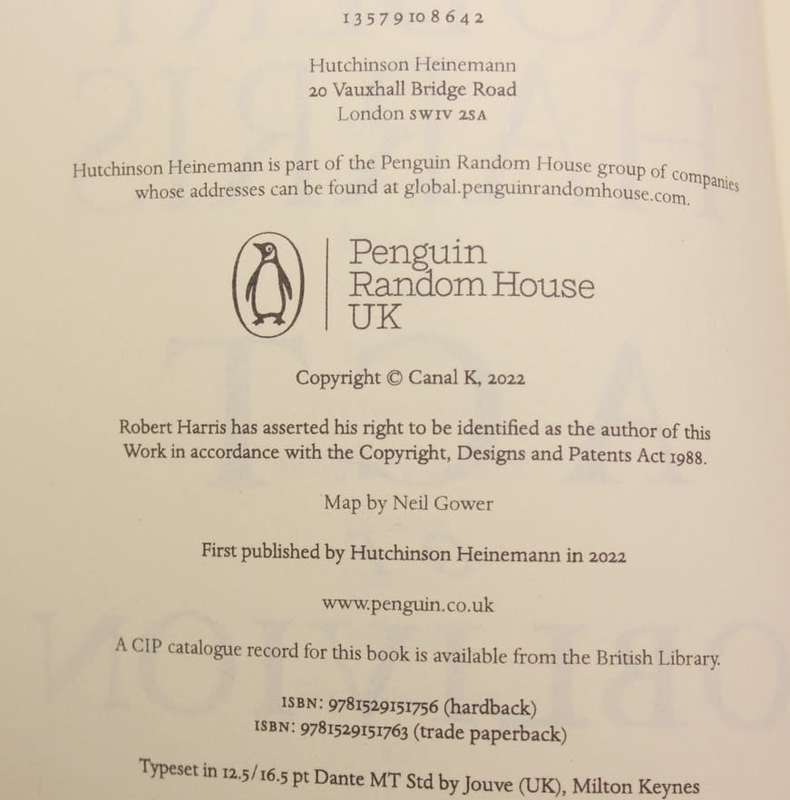 1 3 5 7 9 10 8 6 4 2
Hutchinson Heinemann
20 Vauxhall Bridge Road
London SW1V 2SA
Hutchinson Heinemann is part of the Penguin Random House group of companies
whose addresses can be found at global.penguinrandomhouse.com.
Penguin
Random House
UK
Copyright © Canal K, 2022
Robert Harris has asserted his right to be identified as the author of this
Work in accordance with the Copyright, Designs and Patents Act 1988.
Map by Neil Gower
First published by Hutchinson Heinemann in 2022
www.penguin.co.uk
A CIP catalogue record for this book is available from the British Library.
ISBN: 9781529151756 (hardback)
ISBN: 9781529151763 (trade paperback)
Typeset in 12.5/16.5 pt Dante MT Std by Jouve (UK), Milton Keynes